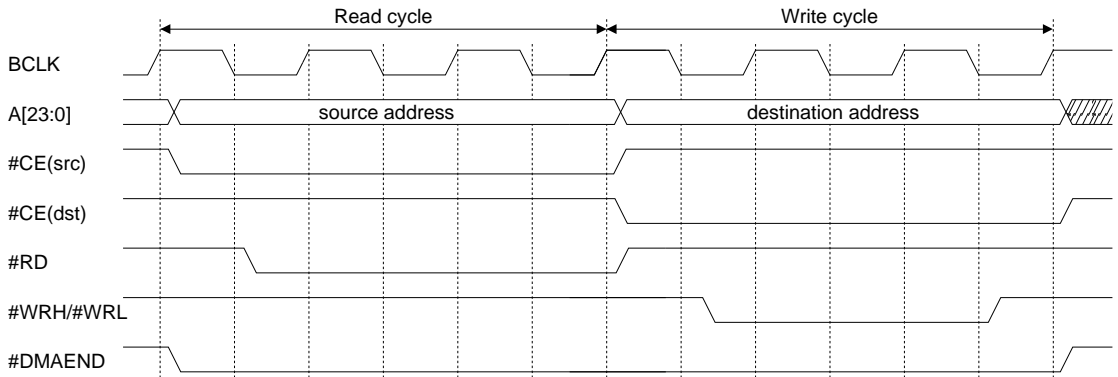 Read cycle Write cycle
BCLK
A[23:0] source address destination address
#CE(src)
#CE(dst)
#RD
#WRH/#WRL
#DMAEND